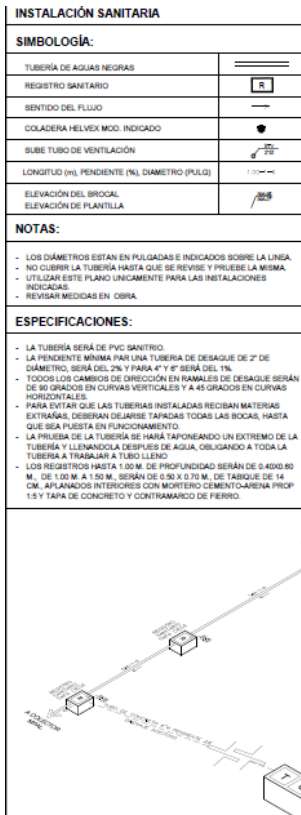 INSTALACIÓN SANITARIA
SIMBOLOGÍA:
TUBERÍA DE AGUAS NEGRAS
REGISTRO SANITARIO
R
SENTIDO DEL FLUJO
COLADERA HELVEX MOD. INDICADO
SUBE TUBO DE VENTILACIÓN
LONGITUD (m), PENDIENTE (%), DIAMETRO (PULG)
ELEVACIÓN DEL BROCAL
ELEVACIÓN DE PLANTILLA
NOTAS:
- LOS DIÁMETROS ESTAN EN PULGADAS E INDICADOS SOBRE LA LINEA.
- NO CUBRIR LA TUBERÍA HASTA QUE SE REVISE Y PRUEBE LA MISMA.
- UTILIZAR ESTE PLANO UNICAMENTE PARA LAS INSTALACIONES
INDICADAS.
- REVISAR MEDIDAS EN OBRA.
ESPECIFICACIONES:
- LA TUBERÍA SERÁ DE PVC SANITRIO.
- LA PENDIENTE MÍNIMA PAR UNA TUBERIA DE DESAGUE DE 2" DE
DIÁMETRO, SERÁ DEL 2% Y PARA 4" Y 6" SERÁ DEL 1%.
- TODOS LOS CAMBIOS DE DIRECCIÓN EN RAMALES DE DESAGUE SERÁN
DE 90 GRADOS EN CURVAS VERTICALES Y A 45 GRADOS EN CURVAS
HORIZONTALES.
- PARA EVITAR QUE LAS TUBERIAS INSTALADAS RECIBAN MATERIAS
EXTRAÑAS, DEBERAN DEJARSE TAPADAS TODAS LAS BOCAS, HASTA
QUE SEA PUESTA EN FUNCIONAMIENTO.
- LA PRUEBA DE LA TUBERÍA SE HARÁ TAPONEANDO UN EXTREMO DE LA
TUBERÍA Y LLENANDOLA DESPUES DE AGUA, OBLIGANDO A TODA LA
TUBERIA A TRABAJAR A TUBO LLENO
- LOS REGISTROS HASTA 1.00 M. DE PROFUNDIDAD SERÁN DE 0.40X0.60
M., DE 1.00 M. A 1.50 M., SERÁN DE 0.50 X 0.70 M., DE TABIQUE DE 14
CM., APLANADOS INTERIORES CON MORTERO CEMENTO-ARENA PROP
1:5 Y TAPA DE CONCRETO Y CONTRAMARCO DE FIERRO.
A COLECTOR
T